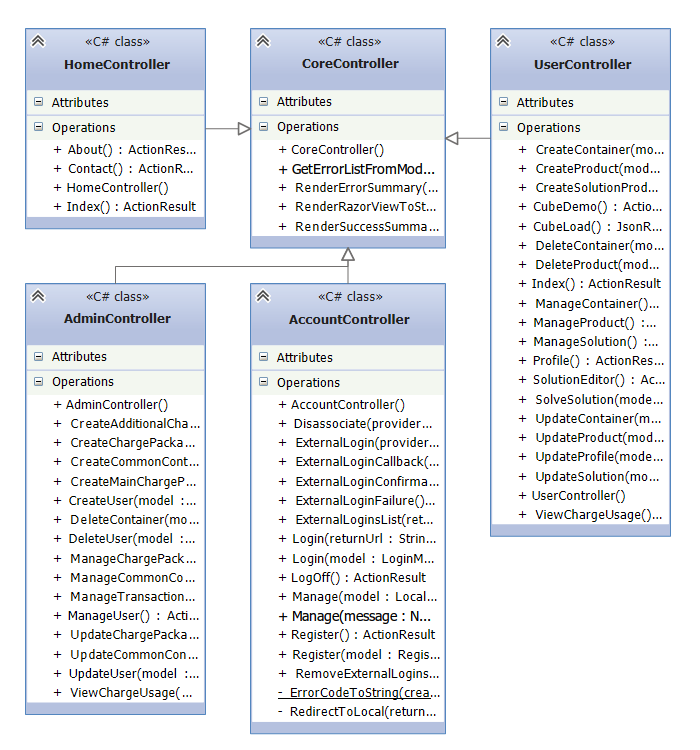 «C# class»
HomeController
Attributes
Operations
+ About() : ActionRes...
+ Contact() : ActionR...
+ HomeController()
+ Index() : ActionResult
«C# class»
CoreController
Attributes
Operations
+ CoreController()
+ GetErrorListFromMod...
+ RenderErrorSummary(...
+ RenderRazorViewToSt...
+ RenderSuccessSumma...
«C# class»
UserController
Attributes
Operations
+ CreateContainer(mo...
+ CreateProduct(mod...
+ CreateSolutionProd...
+ CubeDemo() : Actio...
+ CubeLoad() : JsonR...
+ DeleteContainer(mo...
+ DeleteProduct(mod...
+ Index() : ActionResult
+ ManageContainer()...
+ ManageProduct() :...
+ ManageSolution() :...
+ Profile() : ActionRes...
+ SolutionEditor() : Ac...
+ SolveSolution(mode...
+ UpdateContainer(m...
+ UpdateProduct(mod...
+ UpdateProfile(mode...
+ UpdateSolution(mo...
+ UserController()
+ ViewChargeUsage()...
«C# class»
AdminController
Attributes
Operations
+ AdminController()
+ CreateAdditionalCha...
+ CreateChargePacka...
+ CreateCommonCont...
+ CreateMainChargeP...
+ CreateUser(model :...
+ DeleteContainer(mo...
+ DeleteUser(model :...
+ ManageChargePack...
+ ManageCommonCo...
+ ManageTransaction...
+ ManageUser() : Acti...
+ UpdateChargePacka...
+ UpdateCommonCon...
+ UpdateUser(model :...
+ ViewChargeUsage(...
«C# class»
AccountController
Attributes
Operations
+ AccountController()
+ Disassociate(provider...
+ ExternalLogin(provider...
+ ExternalLoginCallback(...
+ ExternalLoginConfirma...
+ ExternalLoginFailure()...
+ ExternalLoginsList(ret...
+ Login(returnUrl : Strin...
+ Login(model : LoginM...
+ LogOff() : ActionResult
+ Manage(model : Local...
+ Manage(message : N...
+ Register() : ActionResult
+ Register(model : Regis...
+ RemoveExternalLogins...
- ErrorCodeToString(crea...
- RedirectToLocal(return...